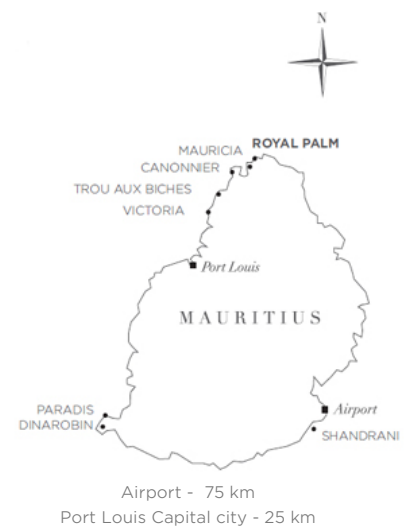 N
ROYAL PALM
MAURICIA
CANONNIER
TROU AUX BICHES
VICTORIA
Port Louis
MAURITIUS
PARADIS
DINAROBIN
Airport
SHANDRANI
Airport - 75 km
Port Louis Capital city - 25 km